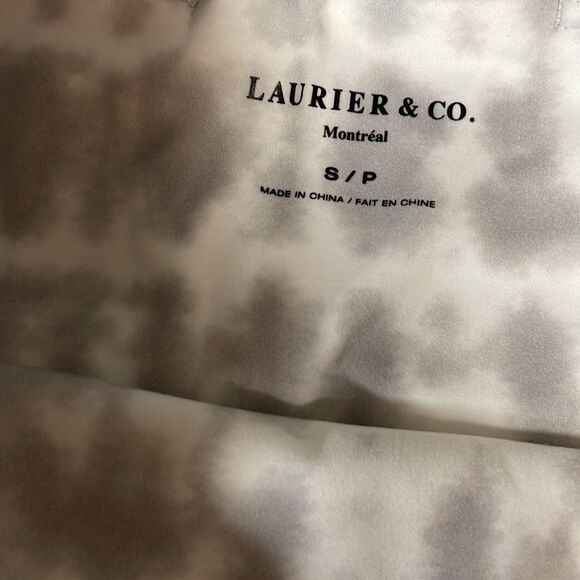 LAURIER & CO.
Montréal
S / P
MADE IN CHINA / FAIT EN CHINE